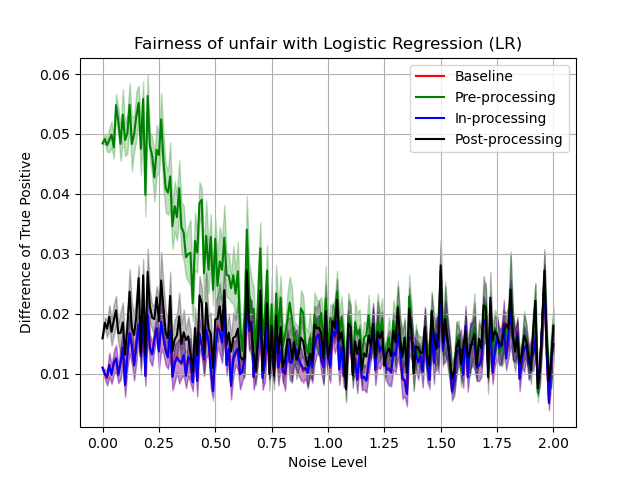 Fairness of unfair with Logistic Regression (LR)
Baseline
Pre-processing
In-processing
Post-processing
Difference of True Positive
0.06
0.05
0.04
0.03
0.02
0.01
0.00 0.25 0.50 0.75 1.00 1.25 1.50 1.75 2.00
Noise Level